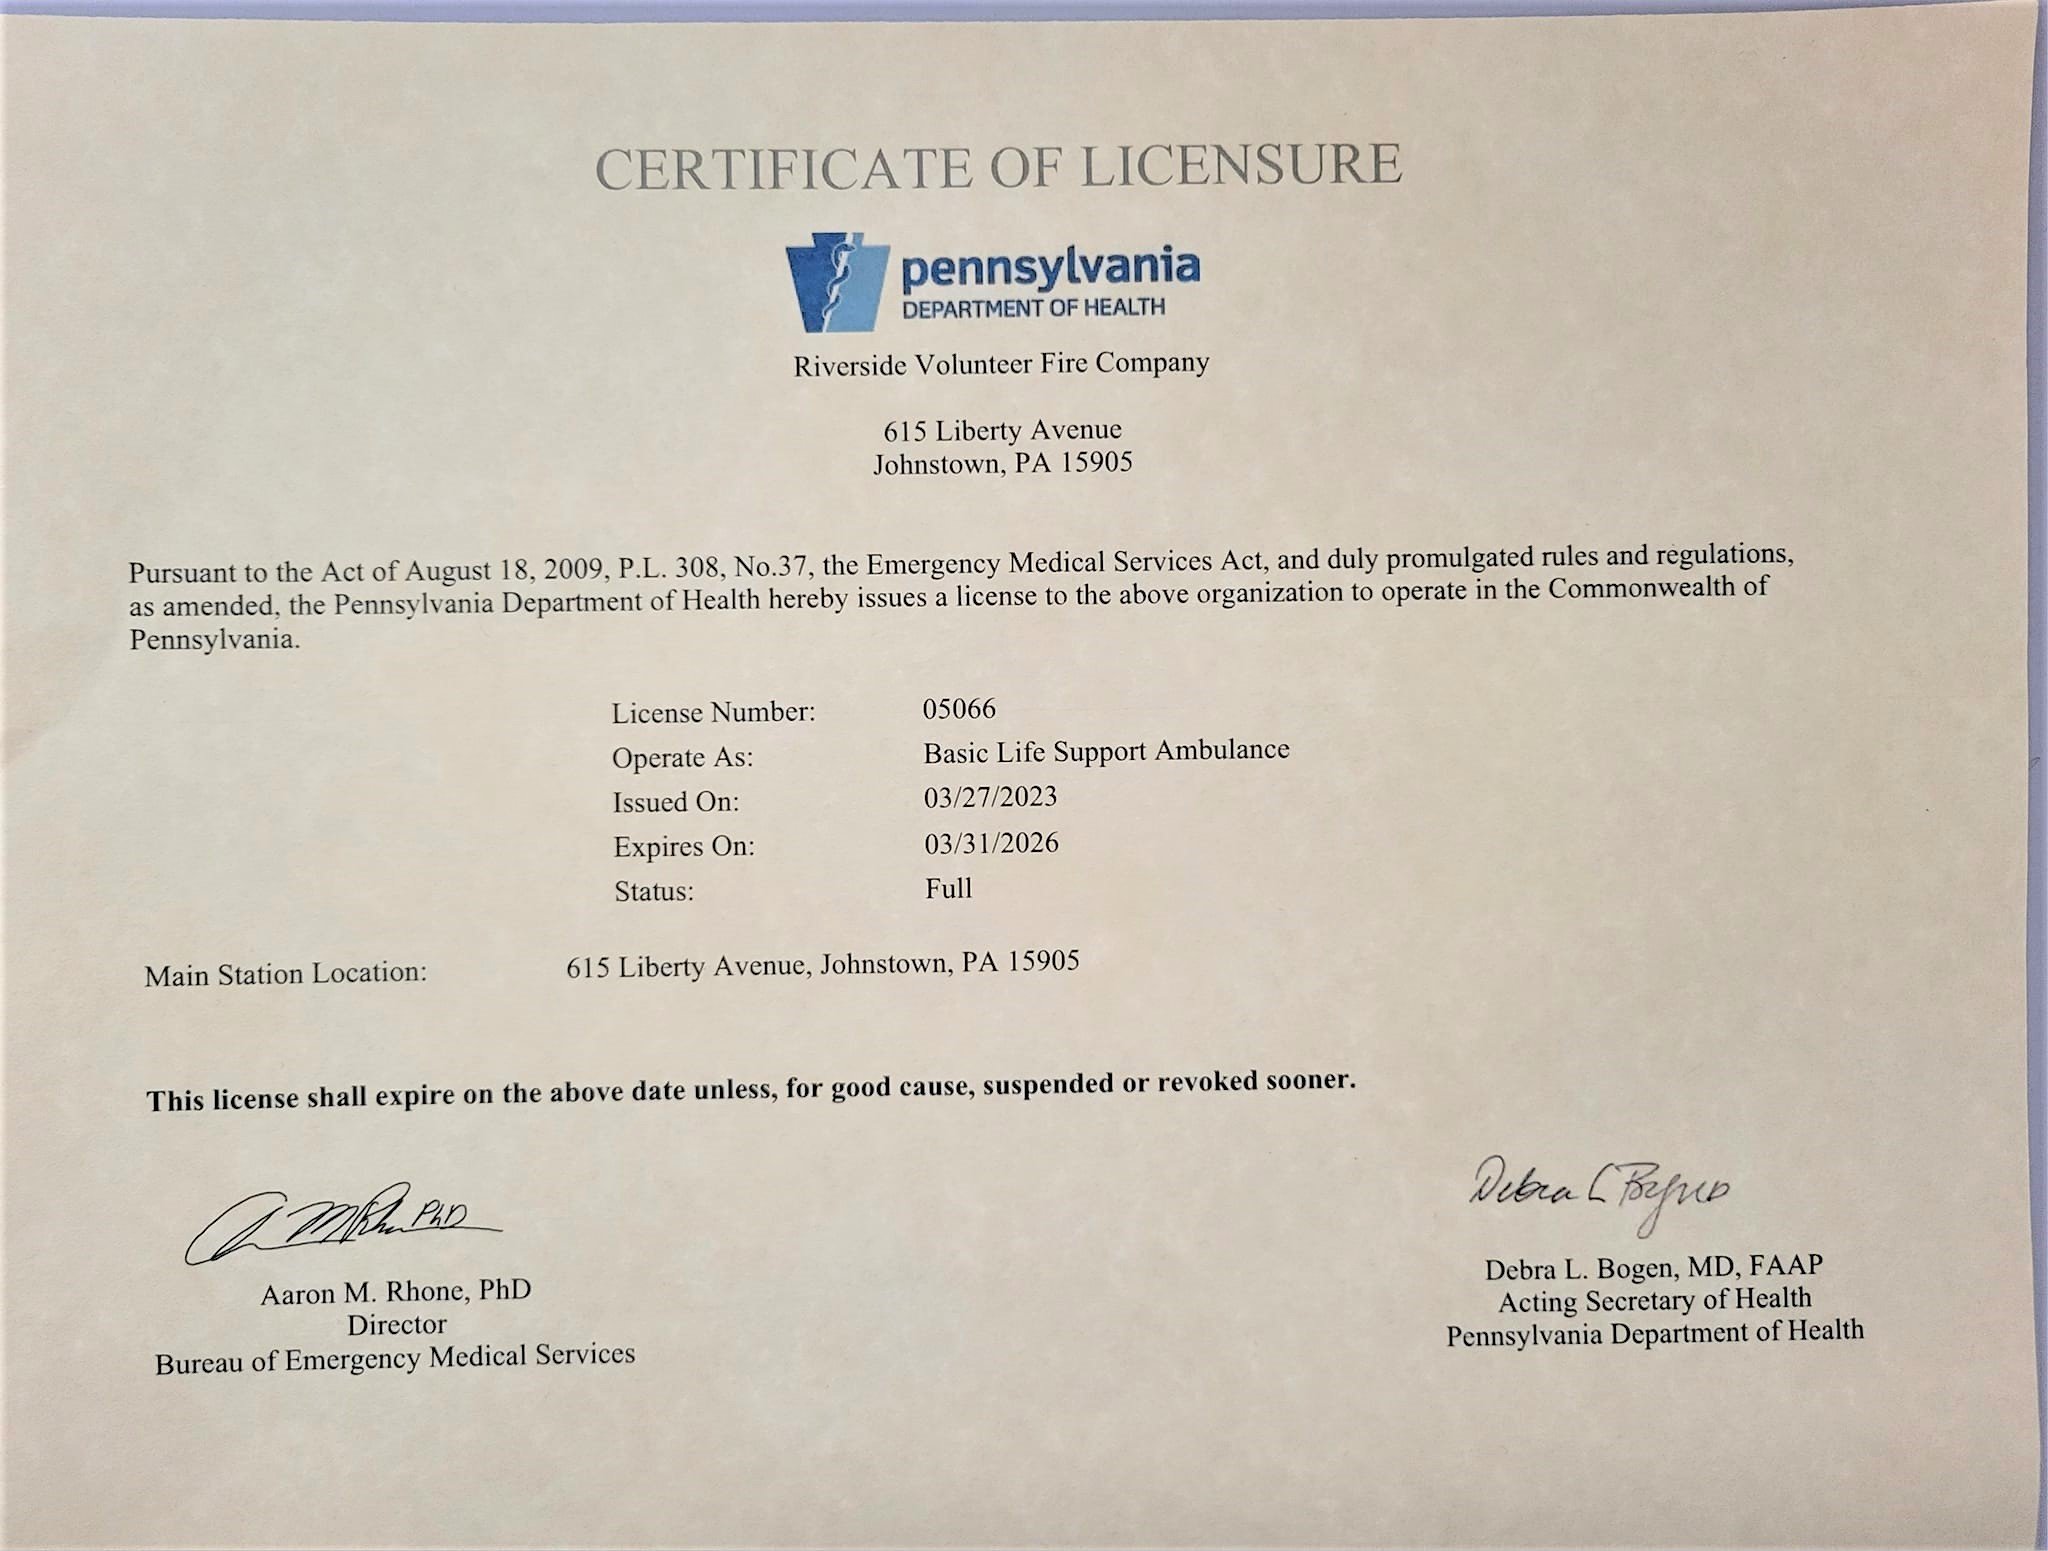 CERTIFICATE OF LICENSURE
pennsylvania
DEPARTMENT OF HEALTH
Riverside Volunteer Fire Company
615 Liberty Avenue
Johnstown, PA 15905
Pursuant to the Act of August 18, 2009, P.L. 308, No.37, the Emergency Medical Services Act, and duly promulgated rules and regulations,
as amended, the Pennsylvania Department of Health hereby issues a license to the above organization to operate in the Commonwealth of
Pennsylvania.
License Number: 05066
Operate As: Basic Life Support Ambulance
Issued On: 03/27/2023
Expires On: 03/31/2026
Status: Full
Main Station Location: 615 Liberty Avenue, Johnstown, PA 15905
This license shall expire on the above date unless, for good cause, suspended or revoked sooner.
PhD
Aaron M. Rhone, PhD
Director
Bureau of Emergency Medical Services
Debra L
Debra L. Bogen, MD, FAAP
Acting Secretary of Health
Pennsylvania Department of Health